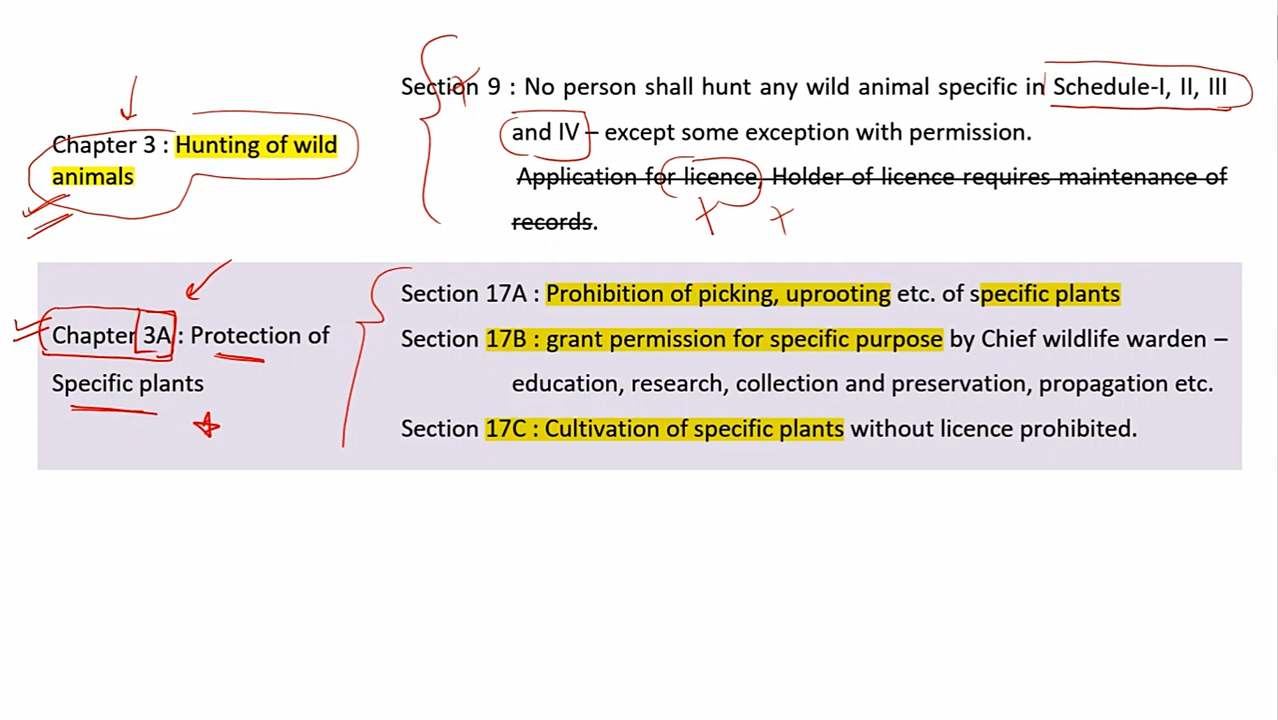 Chapter 3 : Hunting of wild
animals
Section 9 : No person shall hunt any wild animal specific in Schedule-I, II, III
and IV – except some exception with permission.
Application for licence, Holder of licence requires maintenance of
records.
Chapter 3A : Protection of
Specific plants
Section 17A : Prohibition of picking, uprooting etc. of specific plants
Section 17B : grant permission for specific purpose by Chief wildlife warden –
education, research, collection and preservation, propagation etc.
Section 17C : Cultivation of specific plants without licence prohibited.